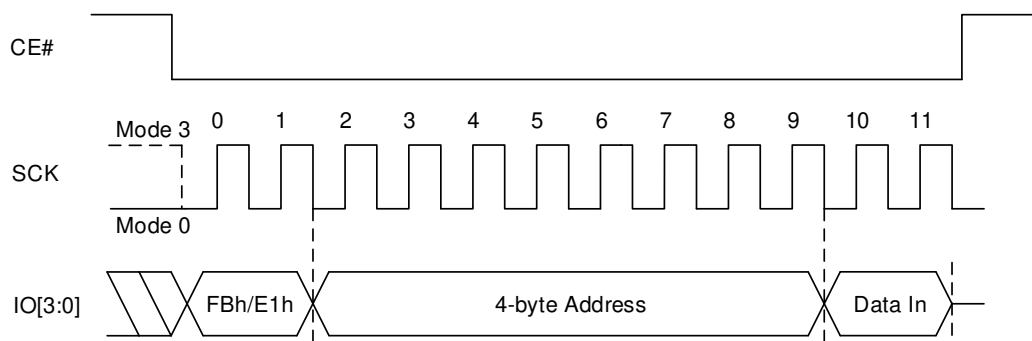 CE#
Mode 3 0 1 2 3 4 5 6 7 8 9 10 11
SCK
Mode 0
IO[3:0] FBh/E1h 4-byte Address Data In